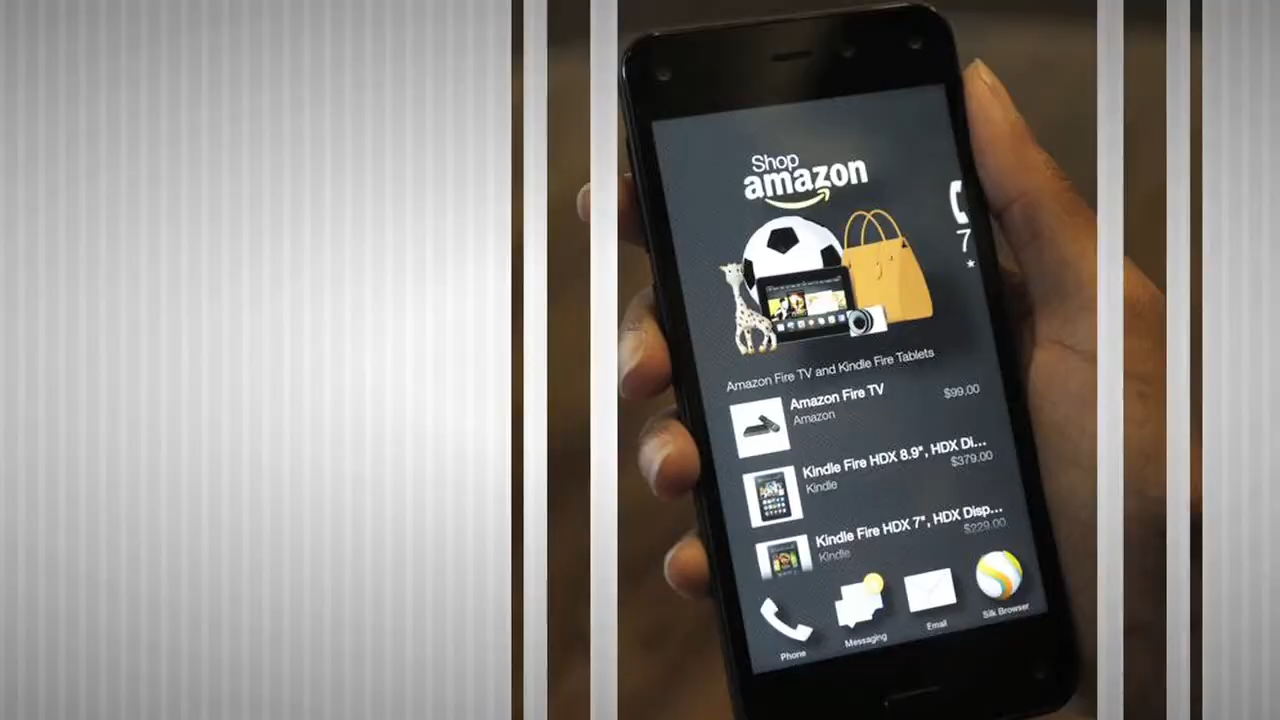 Shop
amazon
7
Amazon Fire TV and Kindle Fire Tablets
Amazon Fire TV
$99.00
Amazon
Kindle Fire HDX 8.9", HDX Di...
$379.00
Kindle
Kindle Fire HDX 7", HDX Disp...
$229.00
Kindle
Phone
Messaging
Email
Silk Browser